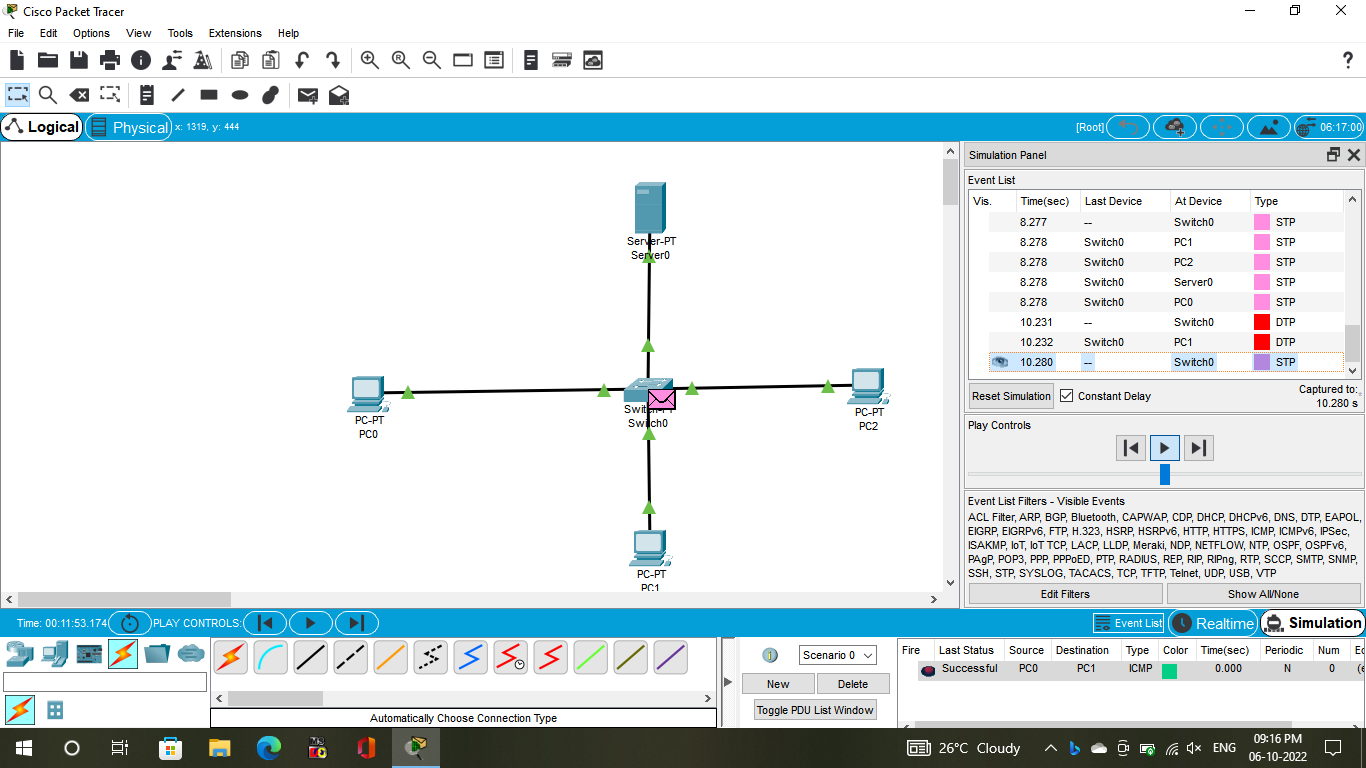 Cisco Packet Tracer
File Edit Options View Tools Extensions Help
Logical Physical x: 1319, y: 444 [Root] 06:17:00
Server-PT
Server0
PC-PT
PC0
Switch-PT
Switch0
PC-PT
PC2
PC-PT
PC1
Simulation Panel
Event List
Vis. Time(sec) Last Device At Device Type
8.277 -- Switch0 STP
8.278 Switch0 PC1 STP
8.278 Switch0 PC2 STP
8.278 Switch0 Server0 STP
8.278 Switch0 PC0 STP
10.231 -- Switch0 DTP
10.232 Switch0 PC1 DTP
10.280 -- Switch0 STP
Reset Simulation Constant Delay Captured to:
10.280 s
Play Controls
Event List Filters - Visible Events
ACL Filter, ARP, BGP, Bluetooth, CAPWAP, CDP, DHCP, DHCPv6, DNS, DTP, EAPOL,
EIGRP, EIGRPv6, FTP, H.323, HSRP, HSRPv6, HTTP, HTTPS, ICMP, ICMPv6, IPSec,
ISAKMP, IoT, IoT TCP, LACP, LLDP, Meraki, NDP, NETFLOW, NTP, OSPF, OSPFv6,
PAgP, POP3, PPP, PPPoED, PTP, RADIUS, REP, RIP, RIPng, RTP, SCCP, SMTP, SNMP,
SSH, STP, SYSLOG, TACACS, TCP, TFTP, Telnet, UDP, USB, VTP
Edit Filters Show All/None
Time: 00:11:53.174 PLAY CONTROLS: Event List Realtime Simulation
Automatically Choose Connection Type
Scenario 0
New Delete
Toggle PDU List Window
Fire Last Status Source Destination Type Color Time(sec) Periodic Num Ec
Successful PC0 PC1 ICMP 0.000 N 0 (e
26°C Cloudy ENG 09:16 PM
06-10-2022